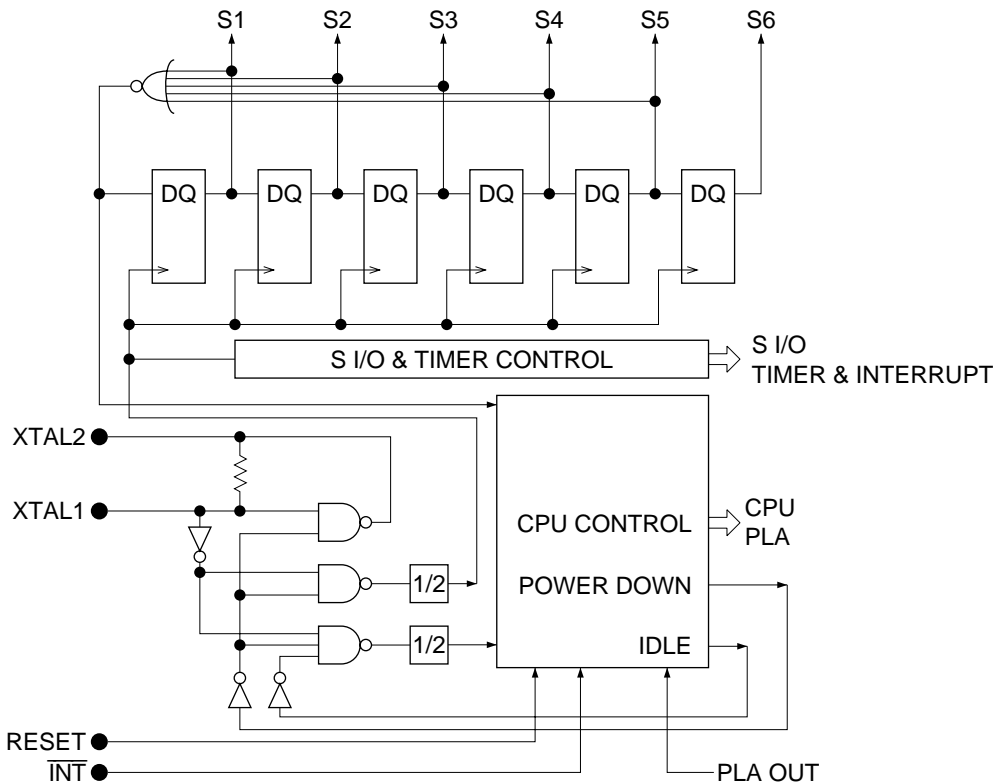 S1 S2 S3 S4 S5 S6
DQ DQ DQ DQ DQ DQ
S I/O & TIMER CONTROL
S I/O
TIMER & INTERRUPT
XTAL2
XTAL1
CPU CONTROL
CPU
PLA
1/2
POWER DOWN
1/2
IDLE
RESET
INT
PLA OUT